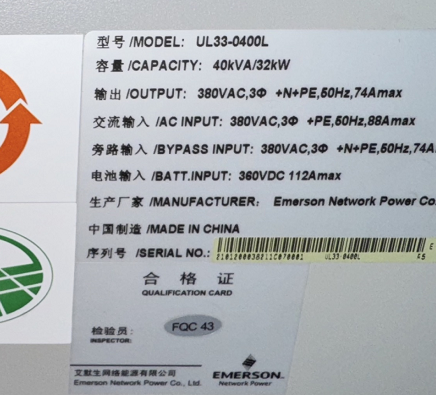 型号 /MODEL: UL33-0400L
容量 /CAPACITY: 40kVA/32kW
输出 /OUTPUT: 380VAC,3Φ +N+PE,50Hz,74Amax
交流输入 /AC INPUT: 380VAC,3Φ +PE,50Hz,88Amax
旁路输入 /BYPASS INPUT: 380VAC,3Φ +N+PE,50Hz,74A
电池输入 /BATT.INPUT: 360VDC 112Amax
生产厂家 /MANUFACTURER: Emerson Network Power Co
中国制造 /MADE IN CHINA
序列号 /SERIAL NO.:
2101200036211C070001 UL33-0400L
合格证
QUALIFICATION CARD
检验员:
INSPECTOR:
FQC 43
艾默生网络能源有限公司
Emerson Network Power Co., Ltd.
EMERSON
Network Power